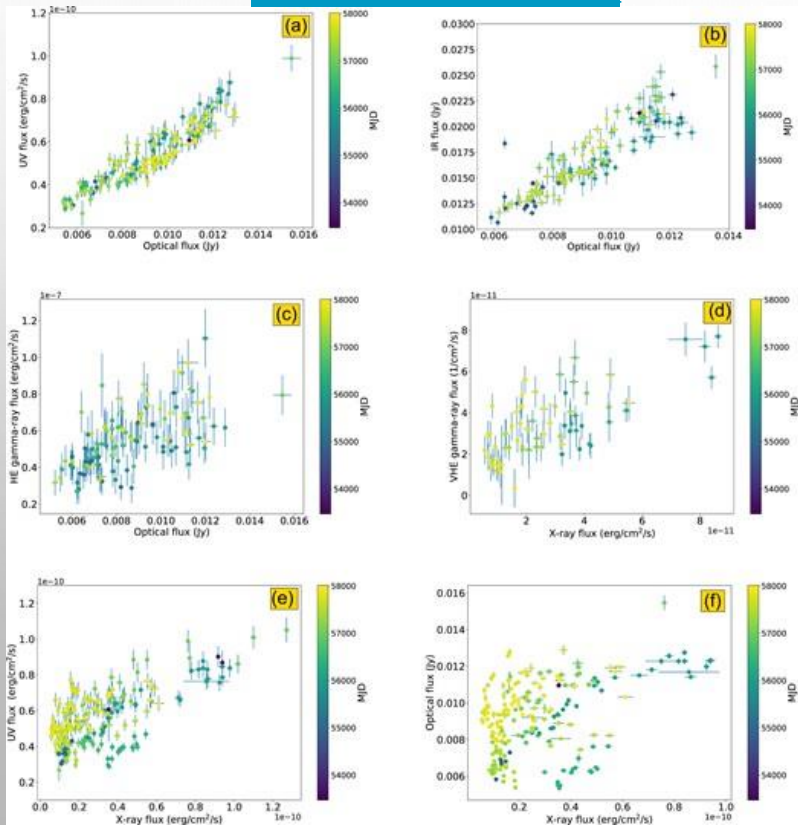 1e−10
(a)
1.0
0.8
0.6
0.4
0.2
UV flux (erg/cm²/s)
0.006 0.008 0.010 0.012 0.014 0.016
Optical flux (Jy)
58000
57000
56000
55000
54000
MJD
(b)
0.0300
0.0275
0.0250
0.0225
0.0200
0.0175
0.0150
0.0125
0.0100
IR flux (Jy)
0.006 0.008 0.010 0.012 0.014
Optical flux (Jy)
58000
57000
56000
55000
54000
MJD
1e−7
(c)
1.2
1.0
0.8
0.6
0.4
0.2
HE gamma-ray flux (erg/cm²/s)
0.006 0.008 0.010 0.012 0.014 0.016
Optical flux (Jy)
58000
57000
56000
55000
54000
MJD
1e−11
(d)
8
6
4
2
0
VHE gamma-ray flux (1/cm²/s)
2 4 6 8
1e−11
X-ray flux (erg/cm²/s)
58000
57000
56000
55000
54000
MJD
1e−10
(e)
1.2
1.0
0.8
0.6
0.4
0.2
UV flux (erg/cm²/s)
0.0 0.2 0.4 0.6 0.8 1.0 1.2
1e−10
X-ray flux (erg/cm²/s)
58000
57000
56000
55000
54000
MJD
(f)
0.016
0.014
0.012
0.010
0.008
0.006
Optical flux (Jy)
0.2 0.4 0.6 0.8 1.0
1e−10
X-ray flux (erg/cm²/s)
58000
57000
56000
55000
54000
MJD